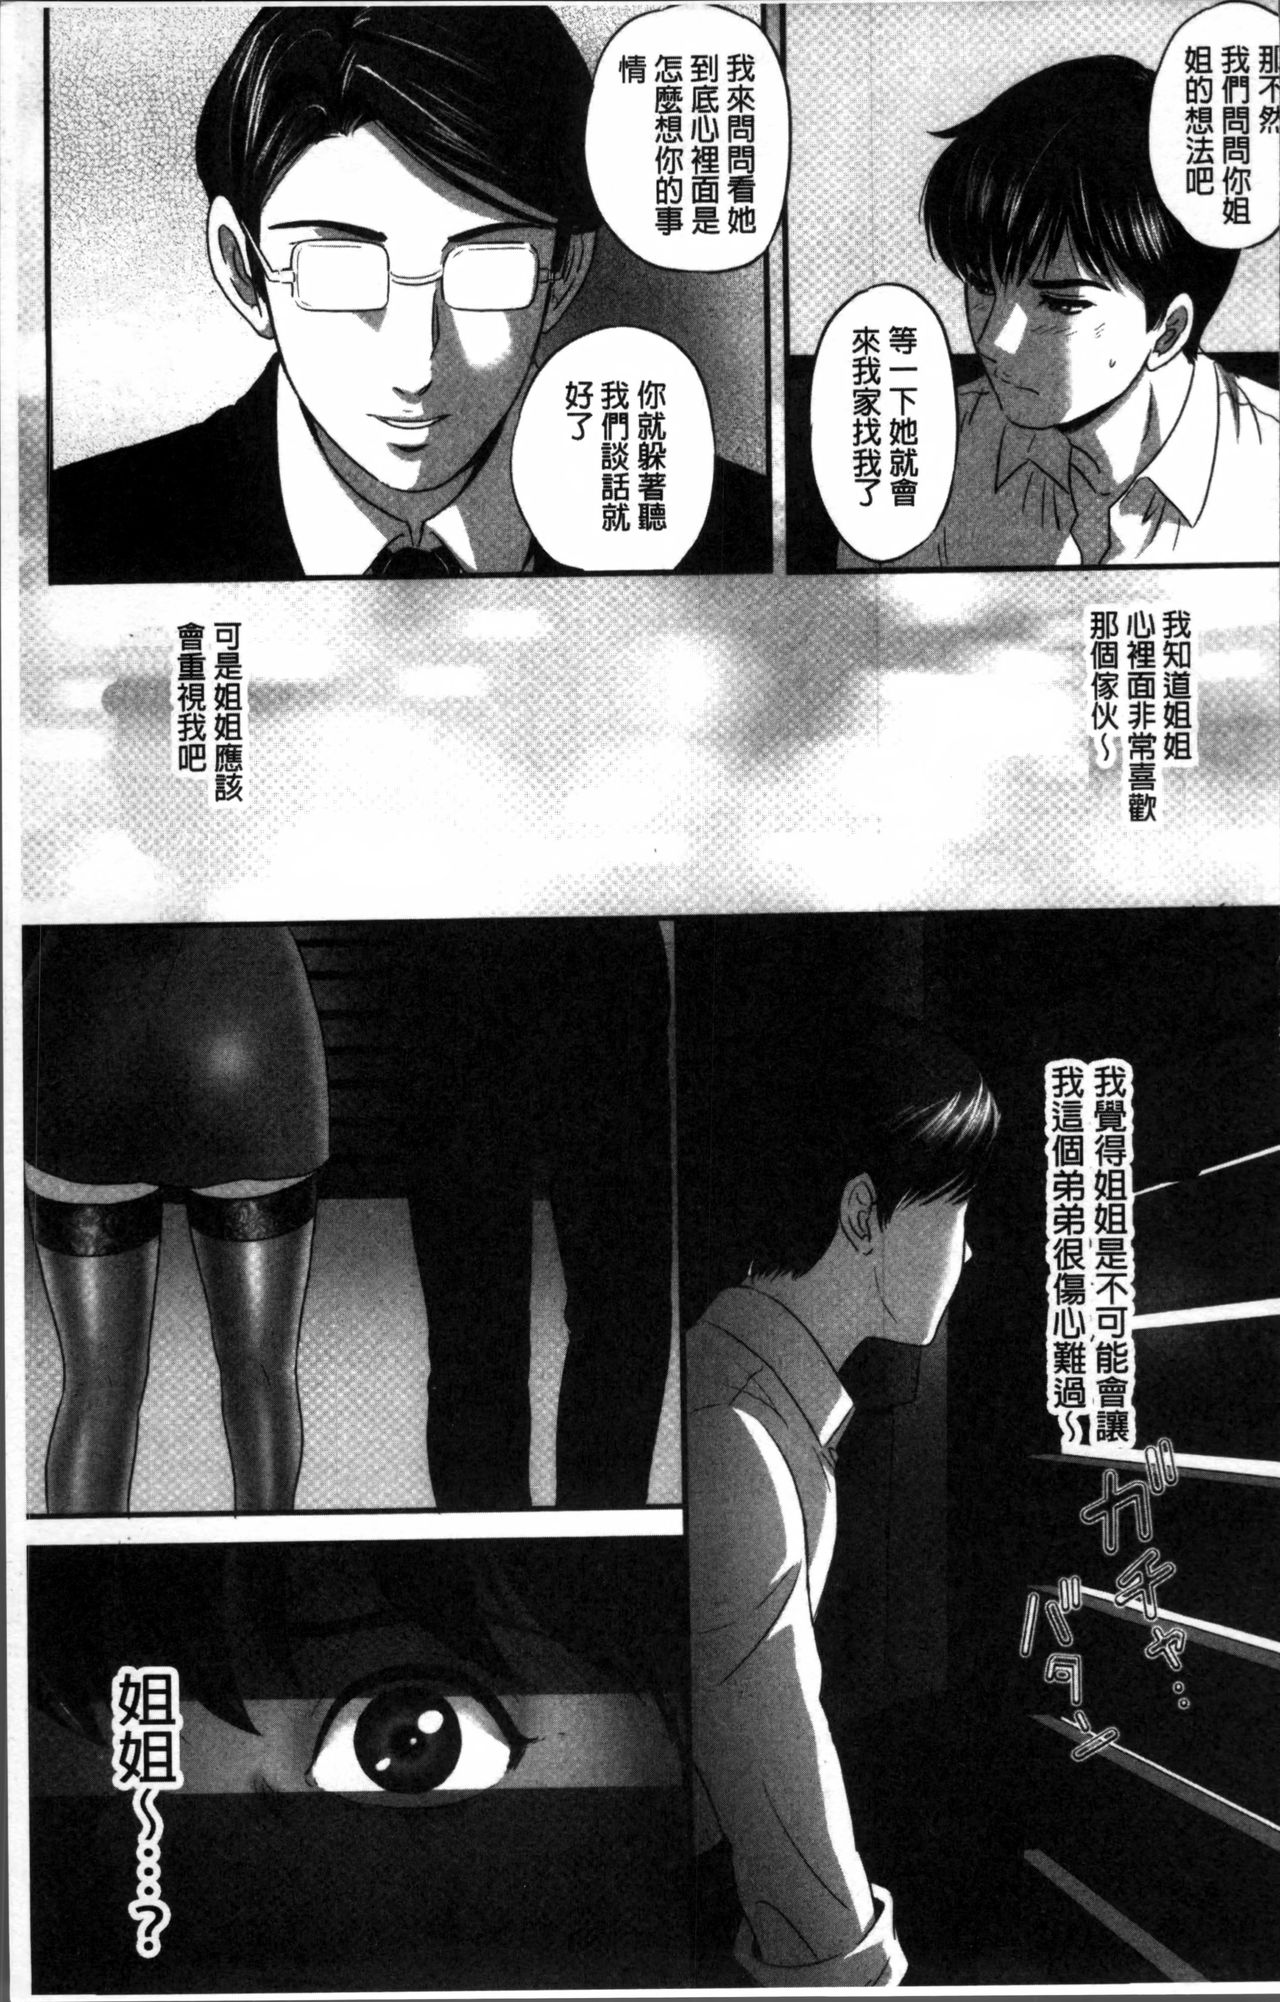 那不然
我們問問你姐
姐的想法吧
等一下她就會
來我家找我了
我來問問看她
到底心裡面是
怎麼想你的事
情
你就躲著聽
我們談話就
好了
我知道姐姐
心裡面非常喜歡
那個傢伙～
可是姐姐應該
會重視我吧
我覺得姐姐是不可能會讓
我這個弟弟很傷心難過～
ガチャ‥
バタン
姐姐～……？